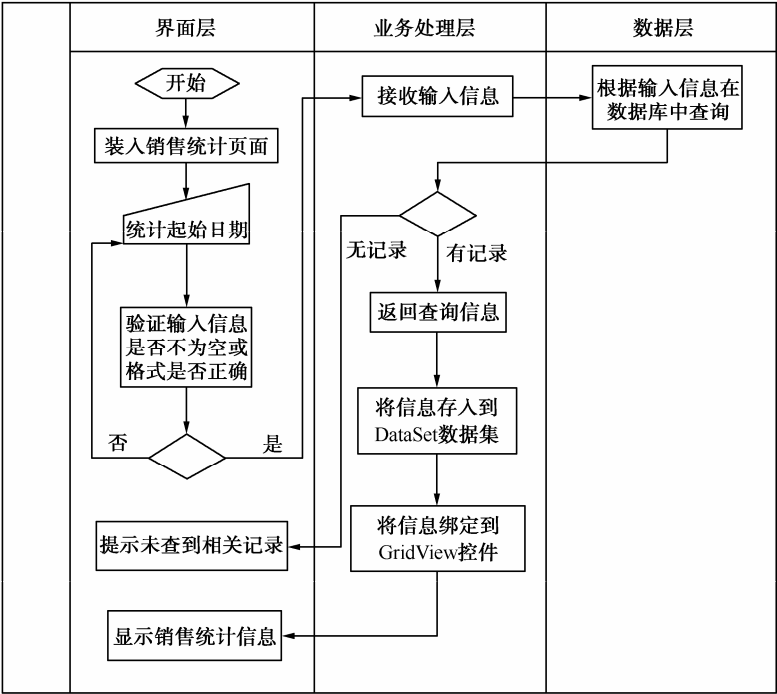 界面层
业务处理层
数据层
开始
装入销售统计页面
统计起始日期
验证输入信息
是否不为空或
格式是否正确
否
是
提示未查到相关记录
显示销售统计信息
接收输入信息
无记录
有记录
返回查询信息
将信息存入到
DataSet数据集
将信息绑定到
GridView控件
根据输入信息在
数据库中查询